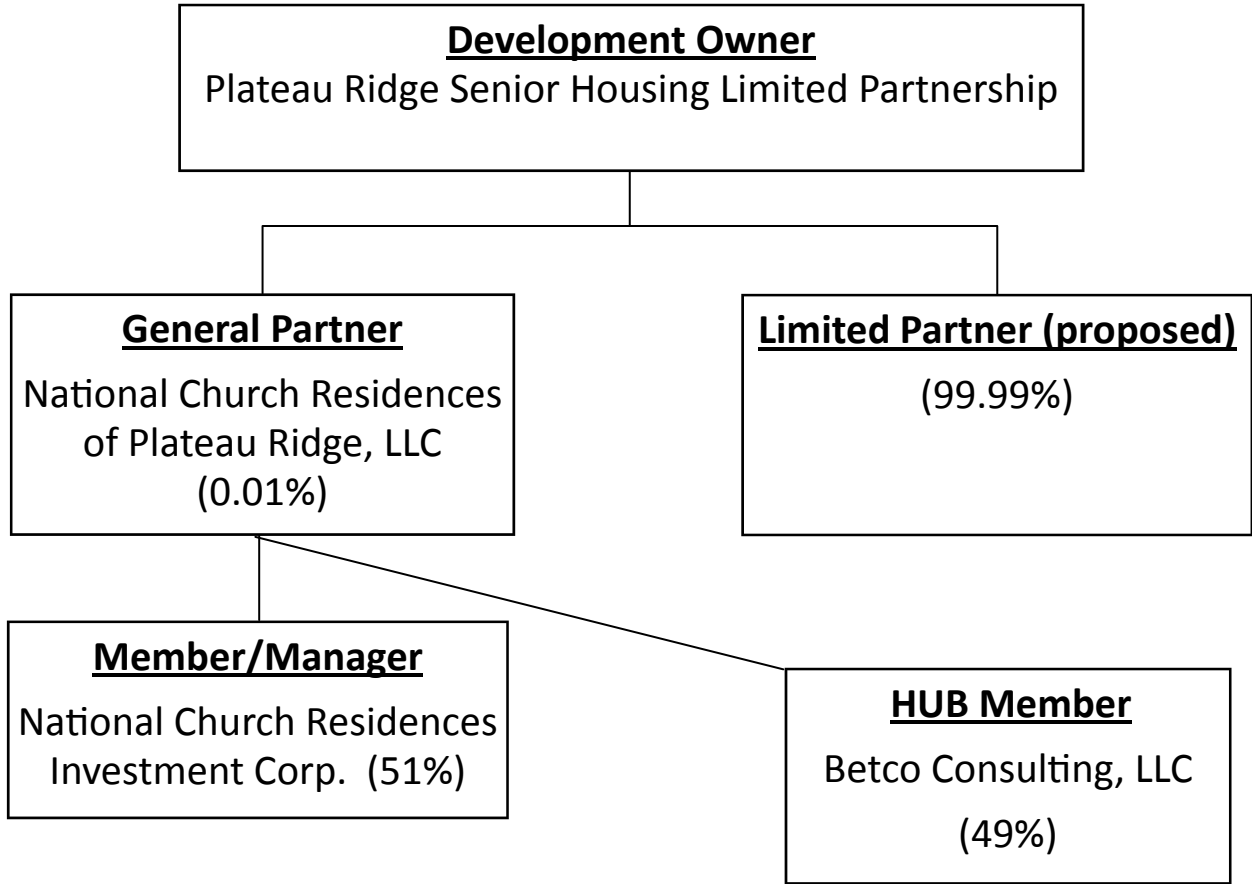 Development Owner
Plateau Ridge Senior Housing Limited Partnership
General Partner
National Church Residences
of Plateau Ridge, LLC
(0.01%)
Limited Partner (proposed)
(99.99%)
Member/Manager
National Church Residences
Investment Corp. (51%)
HUB Member
Betco Consulting, LLC
(49%)